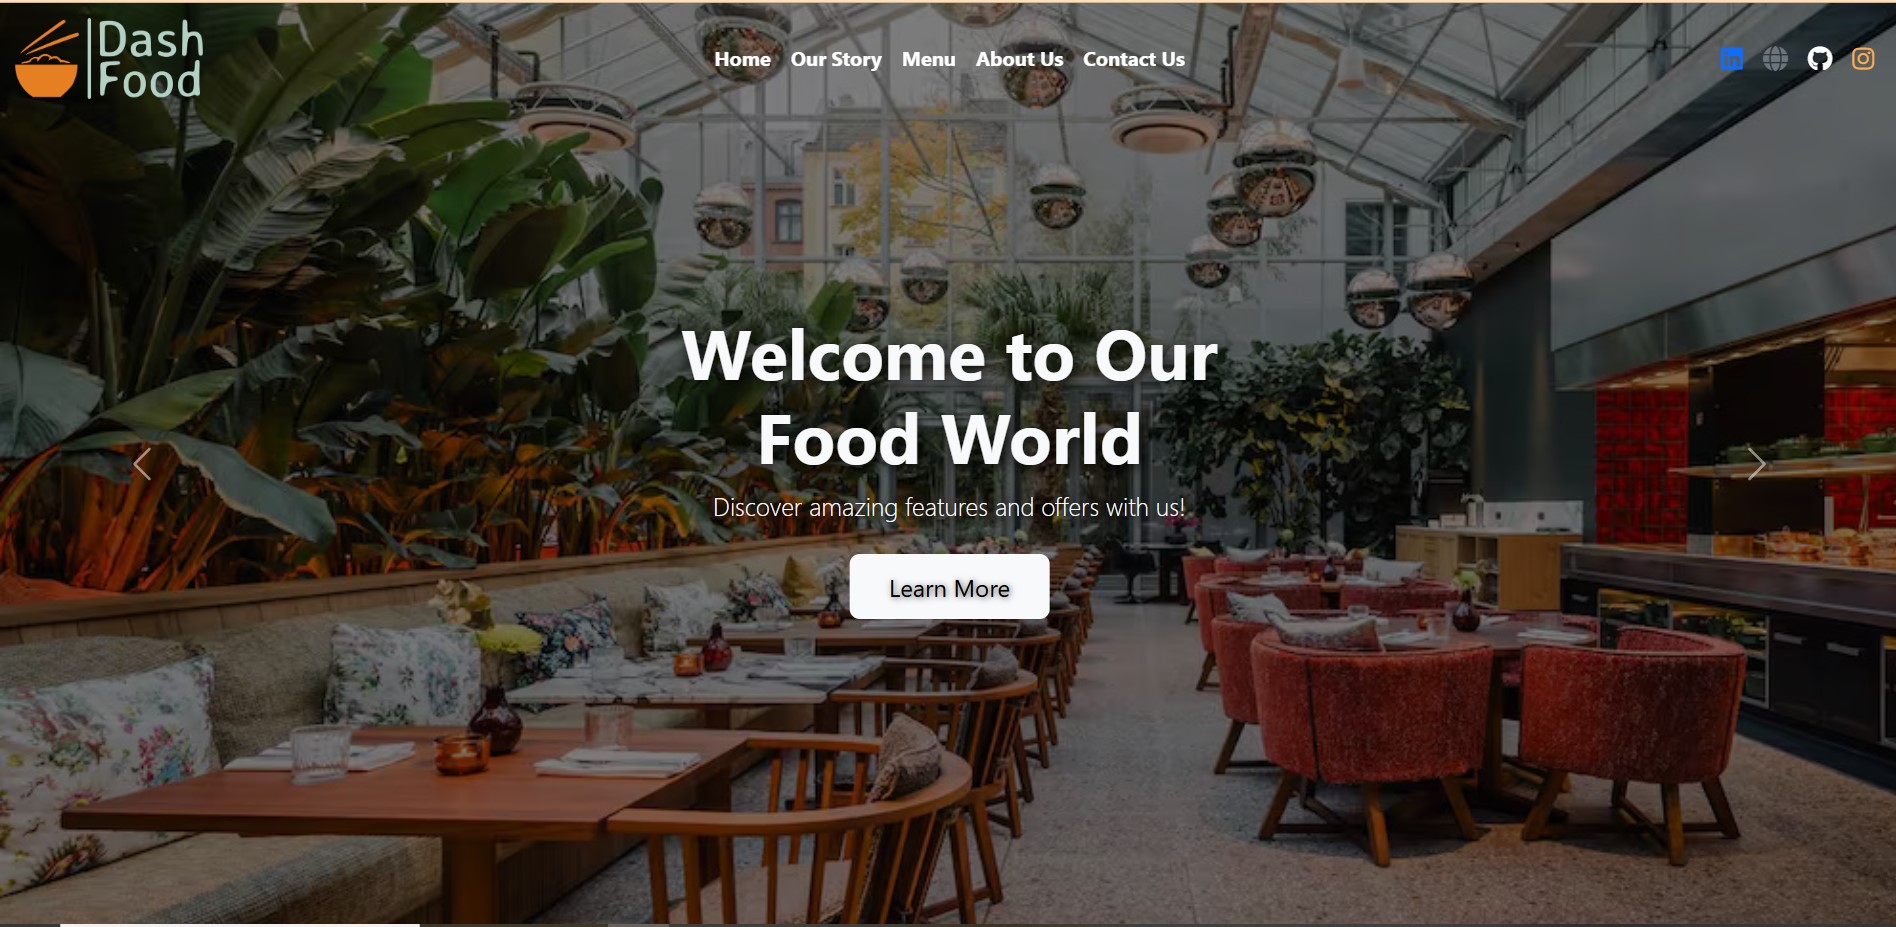 Dash
Food
Home Our Story Menu About Us Contact Us
in
Welcome to Our
Food World
Discover amazing features and offers with us!
Learn More